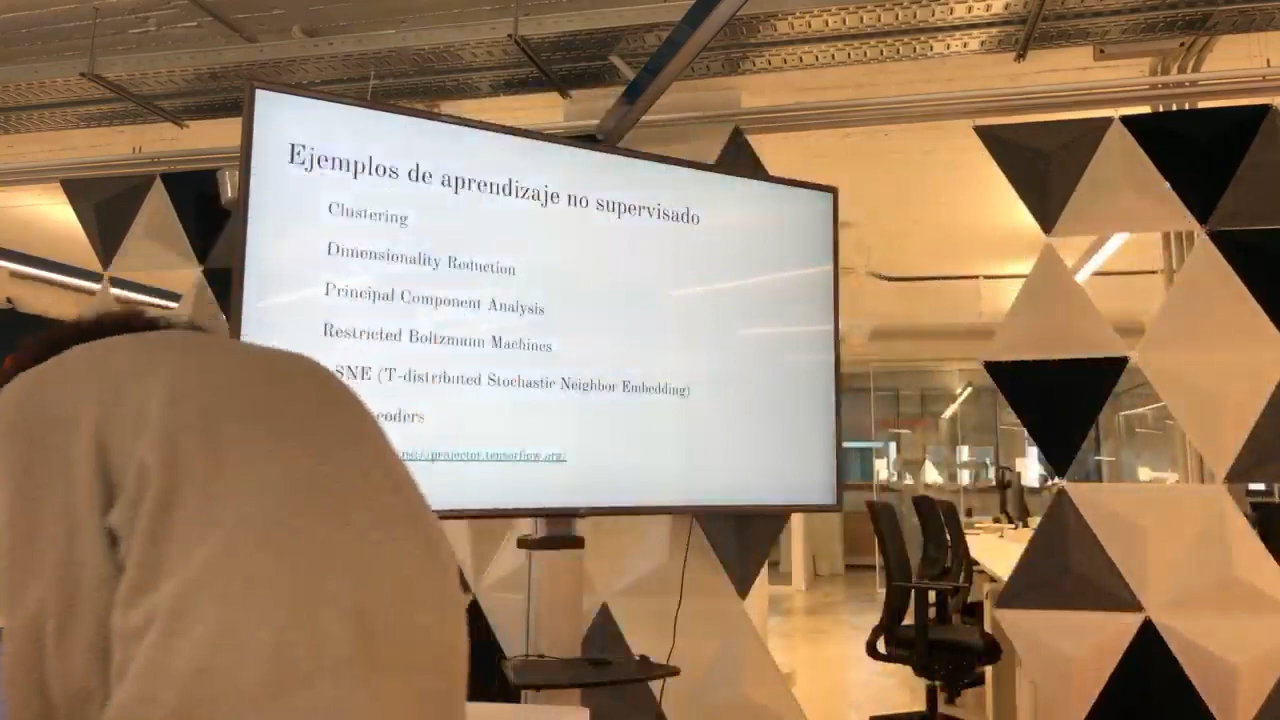 Ejemplos de aprendizaje no supervisado
Clustering
Dimensionality Reduction
Principal Component Analysis
Restricted Boltzmann Machines
SNE (T-distributed Stochastic Neighbor Embedding)
coders
ps://projector.tensorflow.org/